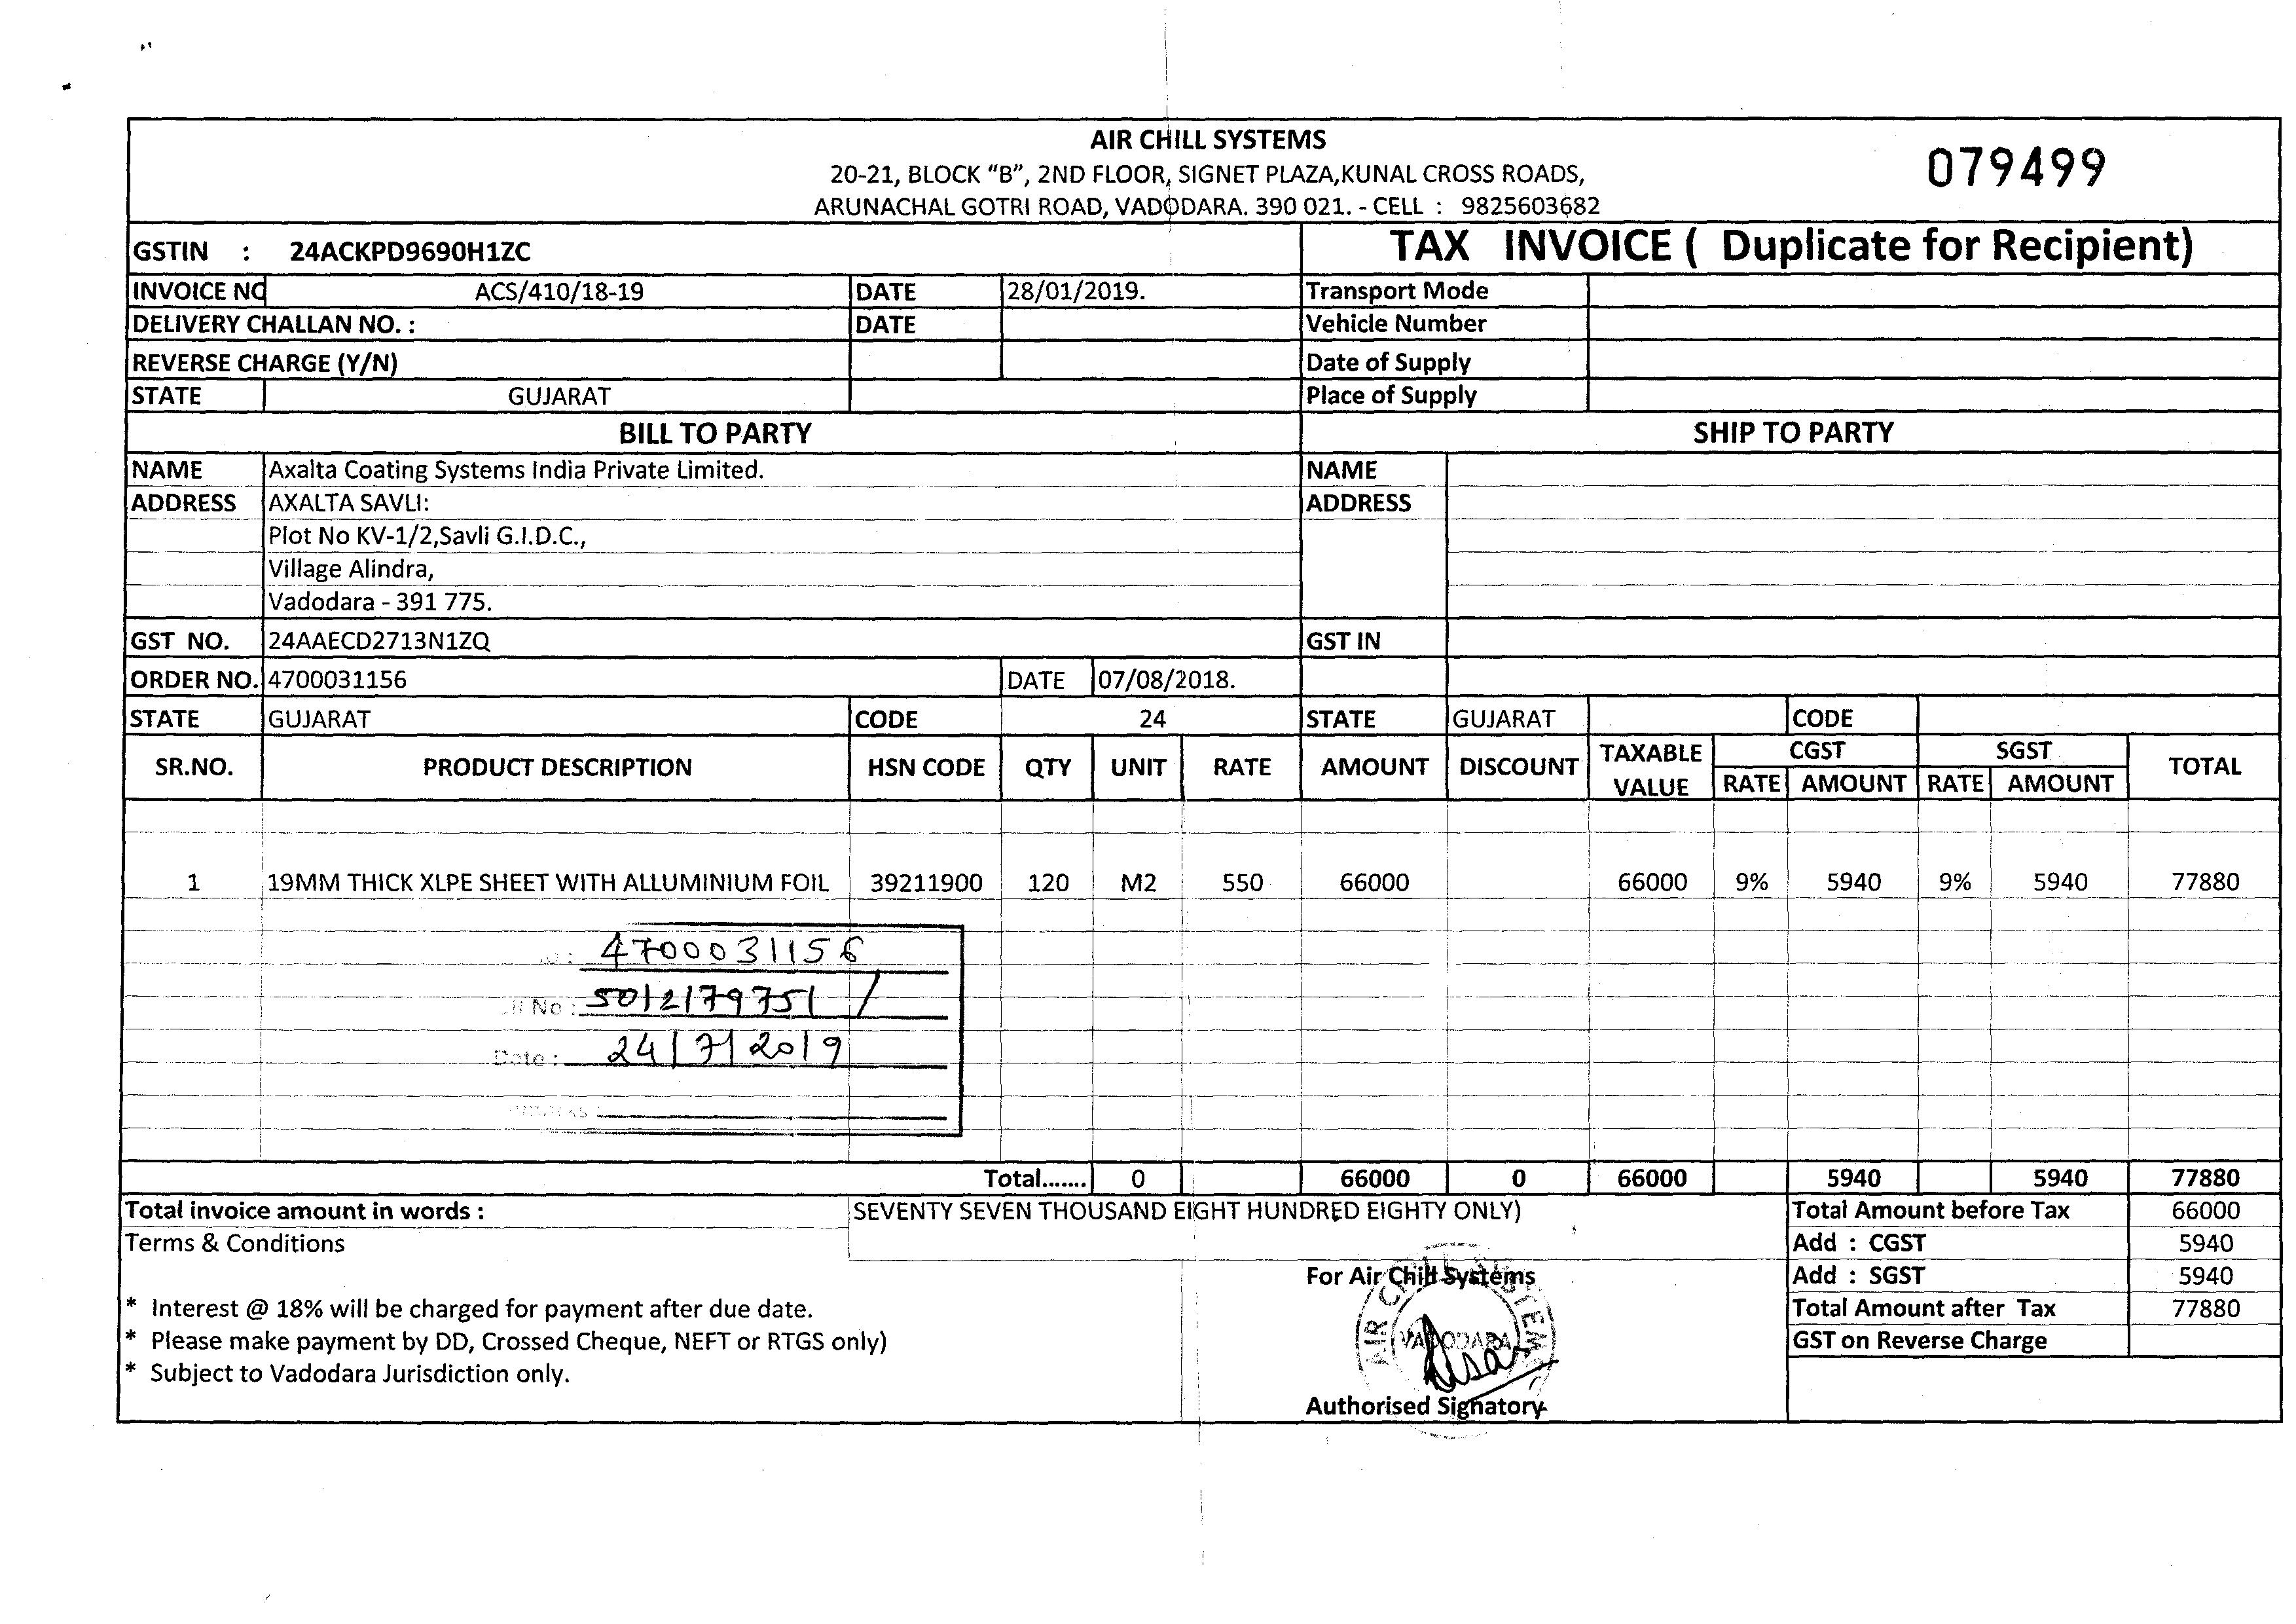 AIR CHILL SYSTEMS
20-21, BLOCK "B", 2ND FLOOR, SIGNET PLAZA,KUNAL CROSS ROADS,
079499
ARUNACHAL GOTRI ROAD, VADODARA. 390 021. - CELL : 9825603682
GSTIN : 24ACKPD9690H1ZC
TAX INVOICE ( Duplicate for Recipient)
INVOICE NO ACS/410/18-19 DATE 28/01/2019. Transport Mode
DELIVERY CHALLAN NO. : DATE Vehicle Number
REVERSE CHARGE (Y/N) Date of Supply
STATE GUJARAT Place of Supply
BILL TO PARTY SHIP TO PARTY
NAME Axalta Coating Systems India Private Limited. NAME
ADDRESS AXALTA SAVLI: ADDRESS
Plot No KV-1/2,Savli G.I.D.C.,
Village Alindra,
Vadodara - 391 775.
GST NO. 24AAECD2713N1ZQ GST IN
ORDER NO. 4700031156 DATE 07/08/2018.
STATE GUJARAT CODE 24 STATE GUJARAT CODE
SR.NO. PRODUCT DESCRIPTION HSN CODE QTY UNIT RATE AMOUNT DISCOUNT TAXABLE VALUE CGST SGST TOTAL
RATE AMOUNT RATE AMOUNT
1 19MM THICK XLPE SHEET WITH ALLUMINIUM FOIL 39211900 120 M2 550 66000 66000 9% 5940 9% 5940 77880
4700031156
No : 5012179751 /
Date : 24/7/2019
Total....... 0 66000 0 66000 5940 5940 77880
Total invoice amount in words : SEVENTY SEVEN THOUSAND EIGHT HUNDRED EIGHTY ONLY) Total Amount before Tax 66000
Terms & Conditions Add : CGST 5940
For Air Chill Systems Add : SGST 5940
* Interest @ 18% will be charged for payment after due date. Total Amount after Tax 77880
* Please make payment by DD, Crossed Cheque, NEFT or RTGS only) GST on Reverse Charge
* Subject to Vadodara Jurisdiction only.
AIR CHILL SYSTEMS
VADODARA
Authorised Signatory